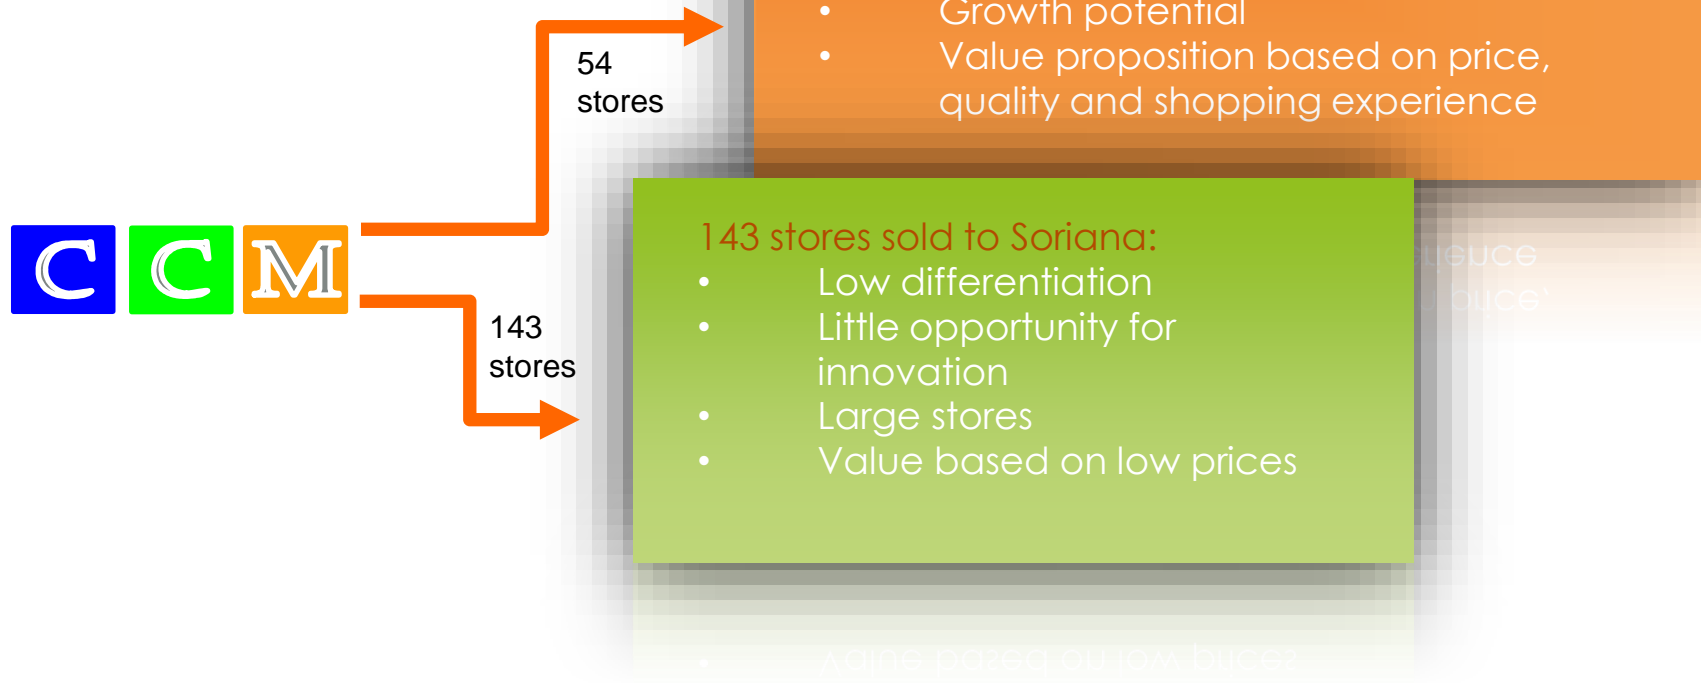 • Growth potential
• Value proposition based on price,
quality and shopping experience
54
stores
C C M
143 stores sold to Soriana:
• Low differentiation
• Little opportunity for
innovation
• Large stores
• Value based on low prices
143
stores